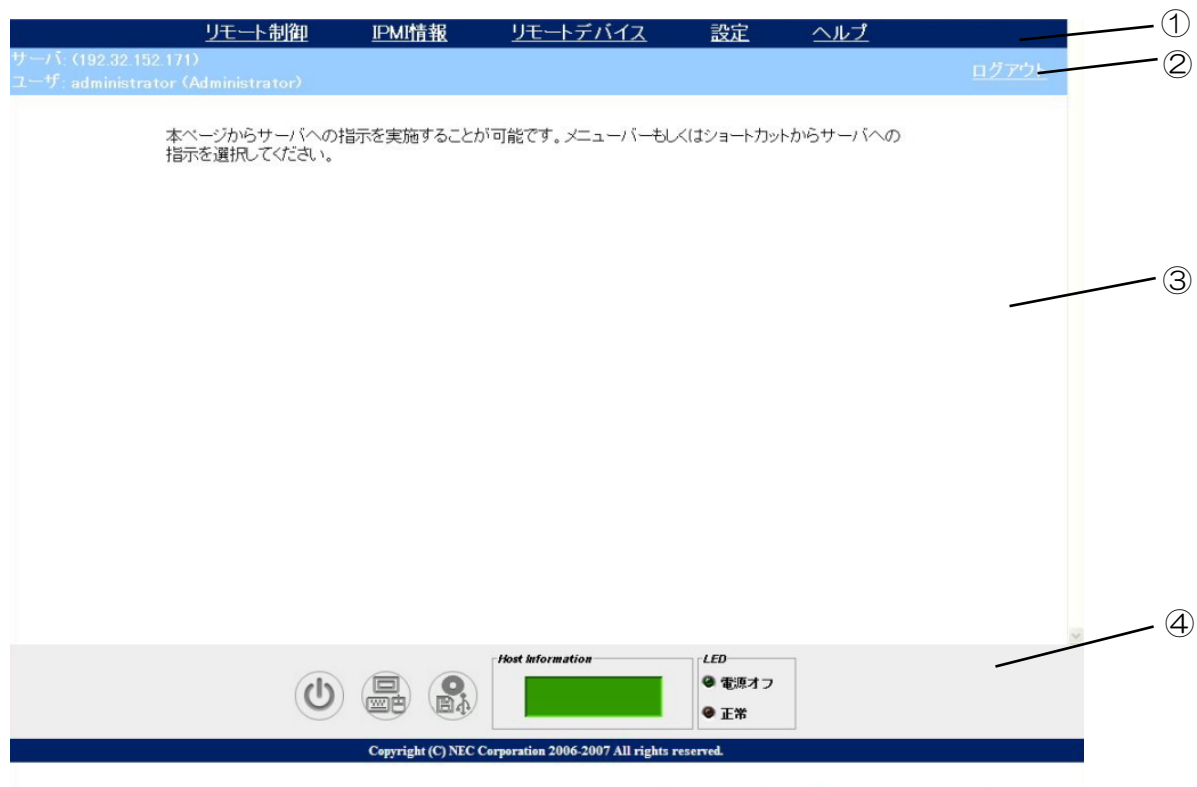 リモート制御 IPMI情報 リモートデバイス 設定 ヘルプ ①
サーバ: (192.32.152.171)
ユーザ: administrator (Administrator)
ログアウト ②
本ページからサーバへの指示を実施することが可能です。メニューバーもしくはショートカットからサーバへの
指示を選択してください。
③
④
Host Information
LED
電源オフ
正常
Copyright (C) NEC Corporation 2006-2007 All rights reserved.